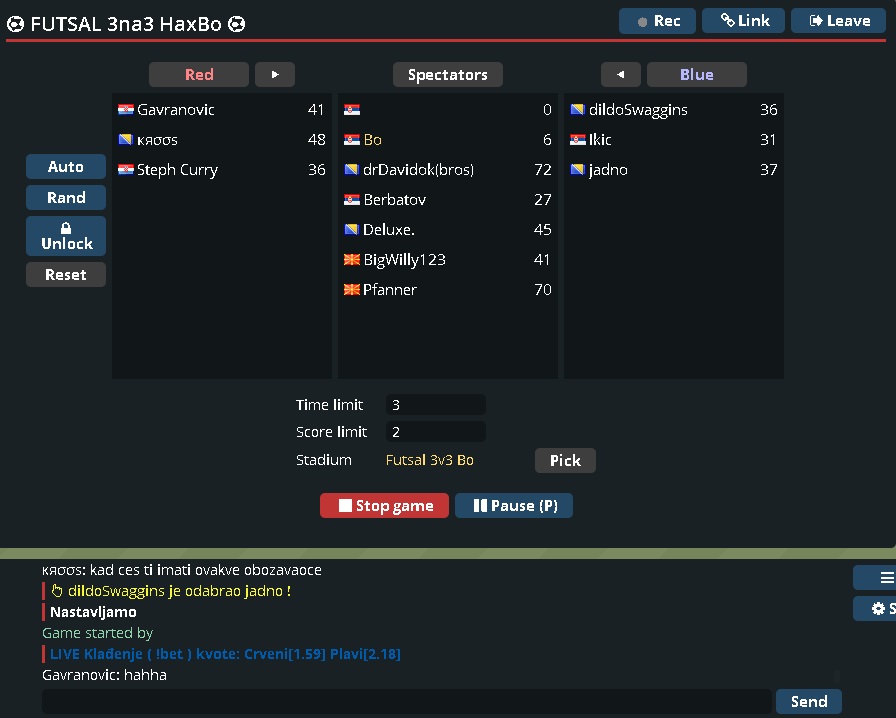 FUTSAL 3na3 HaxBo
Rec
Link
Leave
Red
Spectators
Blue
Gavranovic 41
кяσσѕ 48
Steph Curry 36
0
Bo 6
drDavidok(bros) 72
Berbatov 27
Deluxe. 45
BigWilly123 41
Pfanner 70
dildoSwaggins 36
Ikic 31
jadno 37
Auto
Rand
Unlock
Reset
Time limit 3
Score limit 2
Stadium Futsal 3v3 Bo Pick
Stop game Pause (P)
кяσσѕ: kad ces ti imati ovakve obozavaoce
dildoSwaggins je odabrao jadno !
Nastavljamo
Game started by
LIVE Klađenje ( !bet ) kvote: Crveni[1.59] Plavi[2.18]
Gavranovic: hahha
S
Send